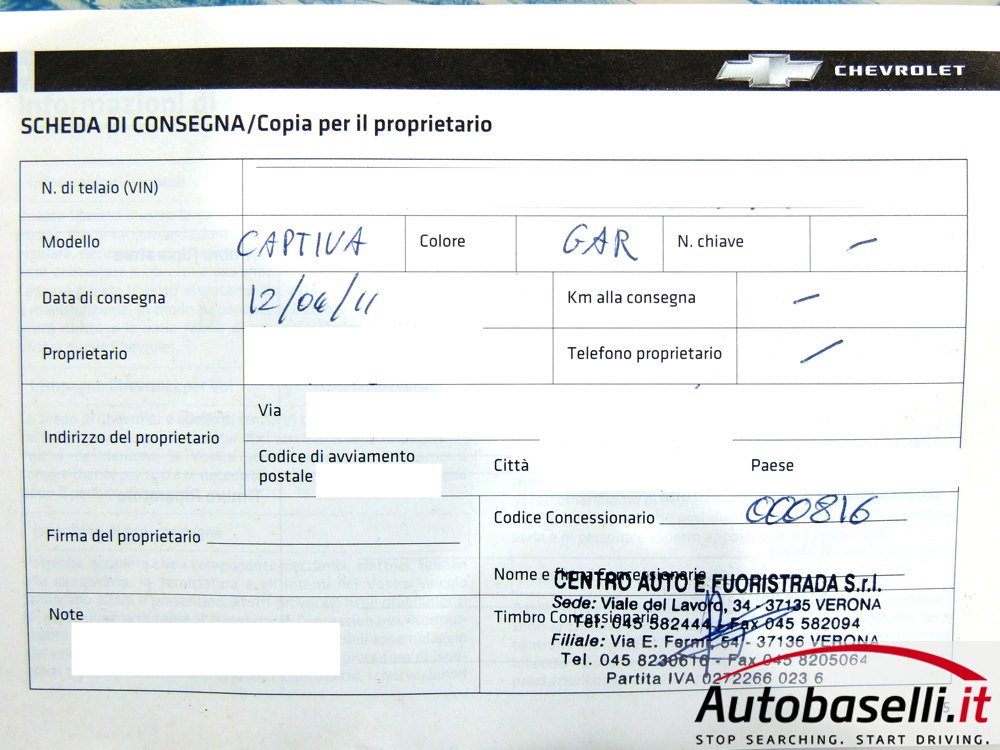 CHEVROLET
SCHEDA DI CONSEGNA/Copia per il proprietario
N. di telaio (VIN)
Modello CAPTIVA Colore GAR N. chiave —
Data di consegna 12/04/11 Km alla consegna —
Proprietario Telefono proprietario —
Indirizzo del proprietario
Via
Codice di avviamento postale Città Paese
Firma del proprietario
Codice Concessionario 000816
Nome e firma Concessionario
CENTRO AUTO E FUORISTRADA S.r.l.
Sede: Viale del Lavoro, 34 - 37135 VERONA
Note
Timbro Concessionario
Tel. 045 582444 - Fax 045 582094
Filiale: Via E. Fermi, 54 - 37136 VERONA
Tel. 045 8230616 - Fax 045 8205064
Partita IVA 0272266 023 6
Autobaselli.it
STOP SEARCHING. START DRIVING.